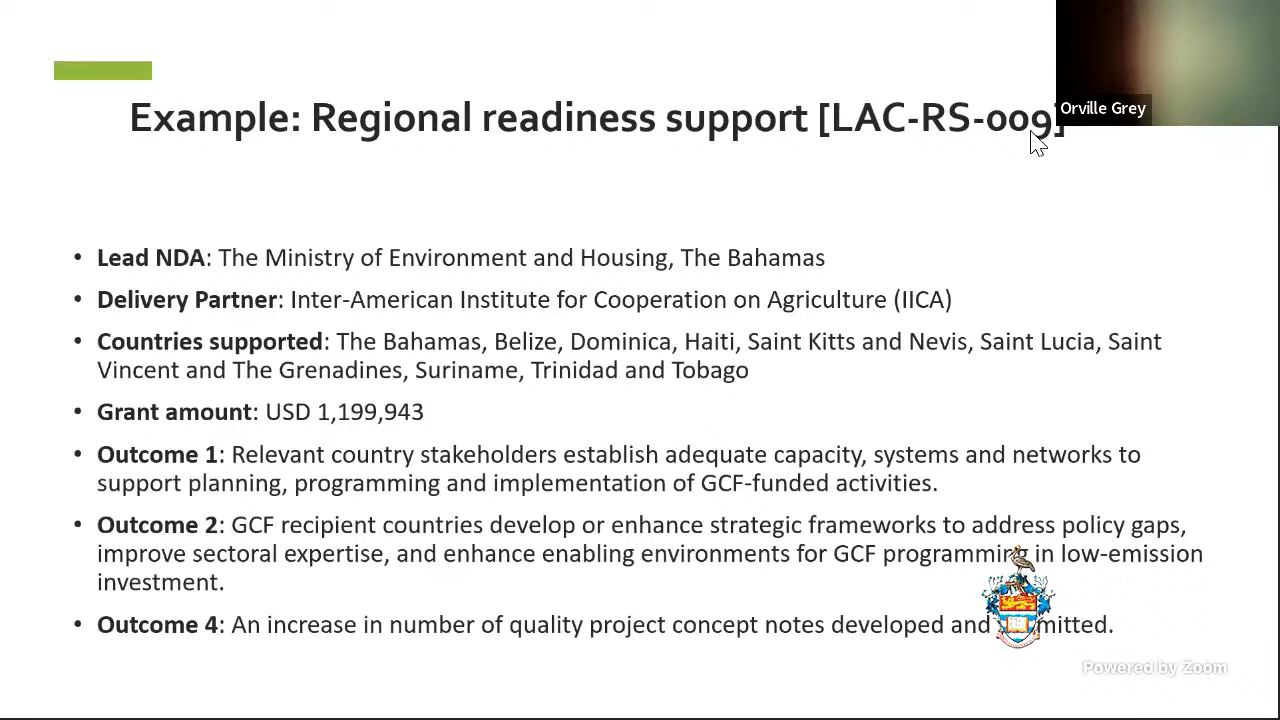 Orville Grey
Example: Regional readiness support [LAC-RS-009]
• Lead NDA: The Ministry of Environment and Housing, The Bahamas
• Delivery Partner: Inter-American Institute for Cooperation on Agriculture (IICA)
• Countries supported: The Bahamas, Belize, Dominica, Haiti, Saint Kitts and Nevis, Saint Lucia, Saint
Vincent and The Grenadines, Suriname, Trinidad and Tobago
• Grant amount: USD 1,199,943
• Outcome 1: Relevant country stakeholders establish adequate capacity, systems and networks to
support planning, programming and implementation of GCF-funded activities.
• Outcome 2: GCF recipient countries develop or enhance strategic frameworks to address policy gaps,
improve sectoral expertise, and enhance enabling environments for GCF programming in low-emission
investment.
• Outcome 4: An increase in number of quality project concept notes developed and mitted.
Powered by Zoom